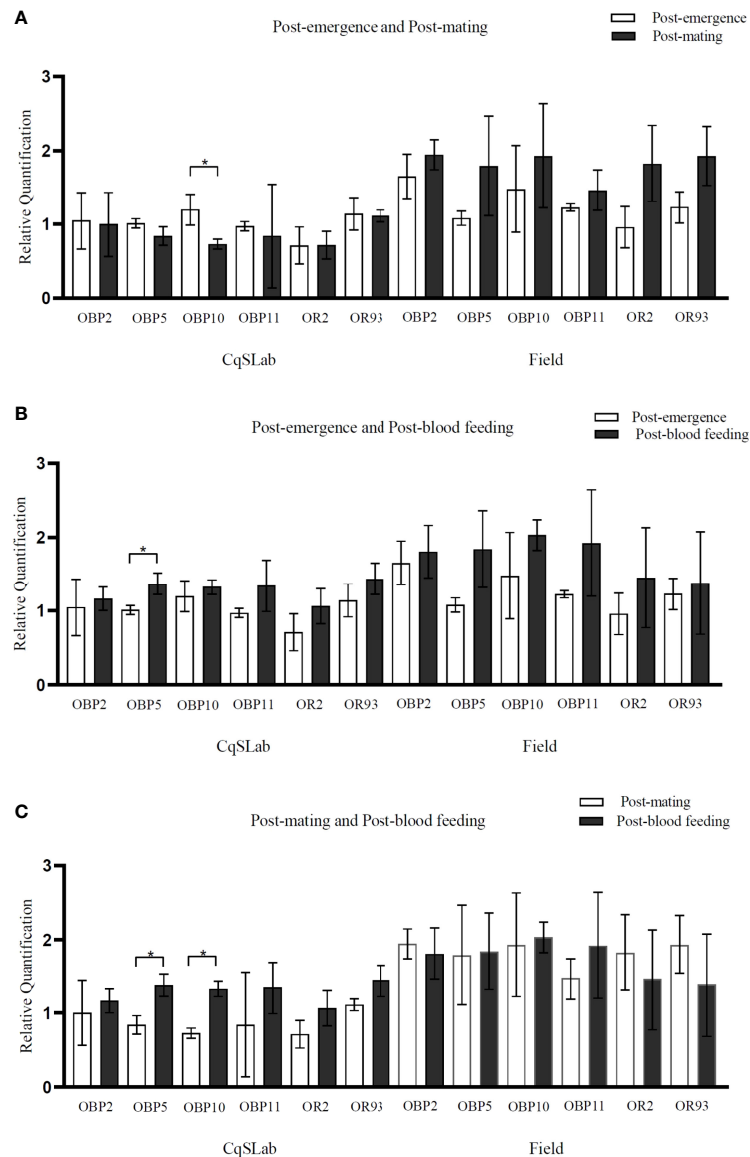 A
Post-emergence and Post-mating
Post-emergence
Post-mating
Relative Quantification
3
2
1
0
*
OBP2 OBP5 OBP10 OBP11 OR2 OR93 OBP2 OBP5 OBP10 OBP11 OR2 OR93
CqSLab Field
B
Post-emergence and Post-blood feeding
Post-emergence
Post-blood feeding
Relative Quantification
3
2
1
0
*
OBP2 OBP5 OBP10 OBP11 OR2 OR93 OBP2 OBP5 OBP10 OBP11 OR2 OR93
CqSLab Field
C
Post-mating and Post-blood feeding
Post-mating
Post-blood feeding
Relative Quantification
3
2
1
0
* *
OBP2 OBP5 OBP10 OBP11 OR2 OR93 OBP2 OBP5 OBP10 OBP11 OR2 OR93
CqSLab Field